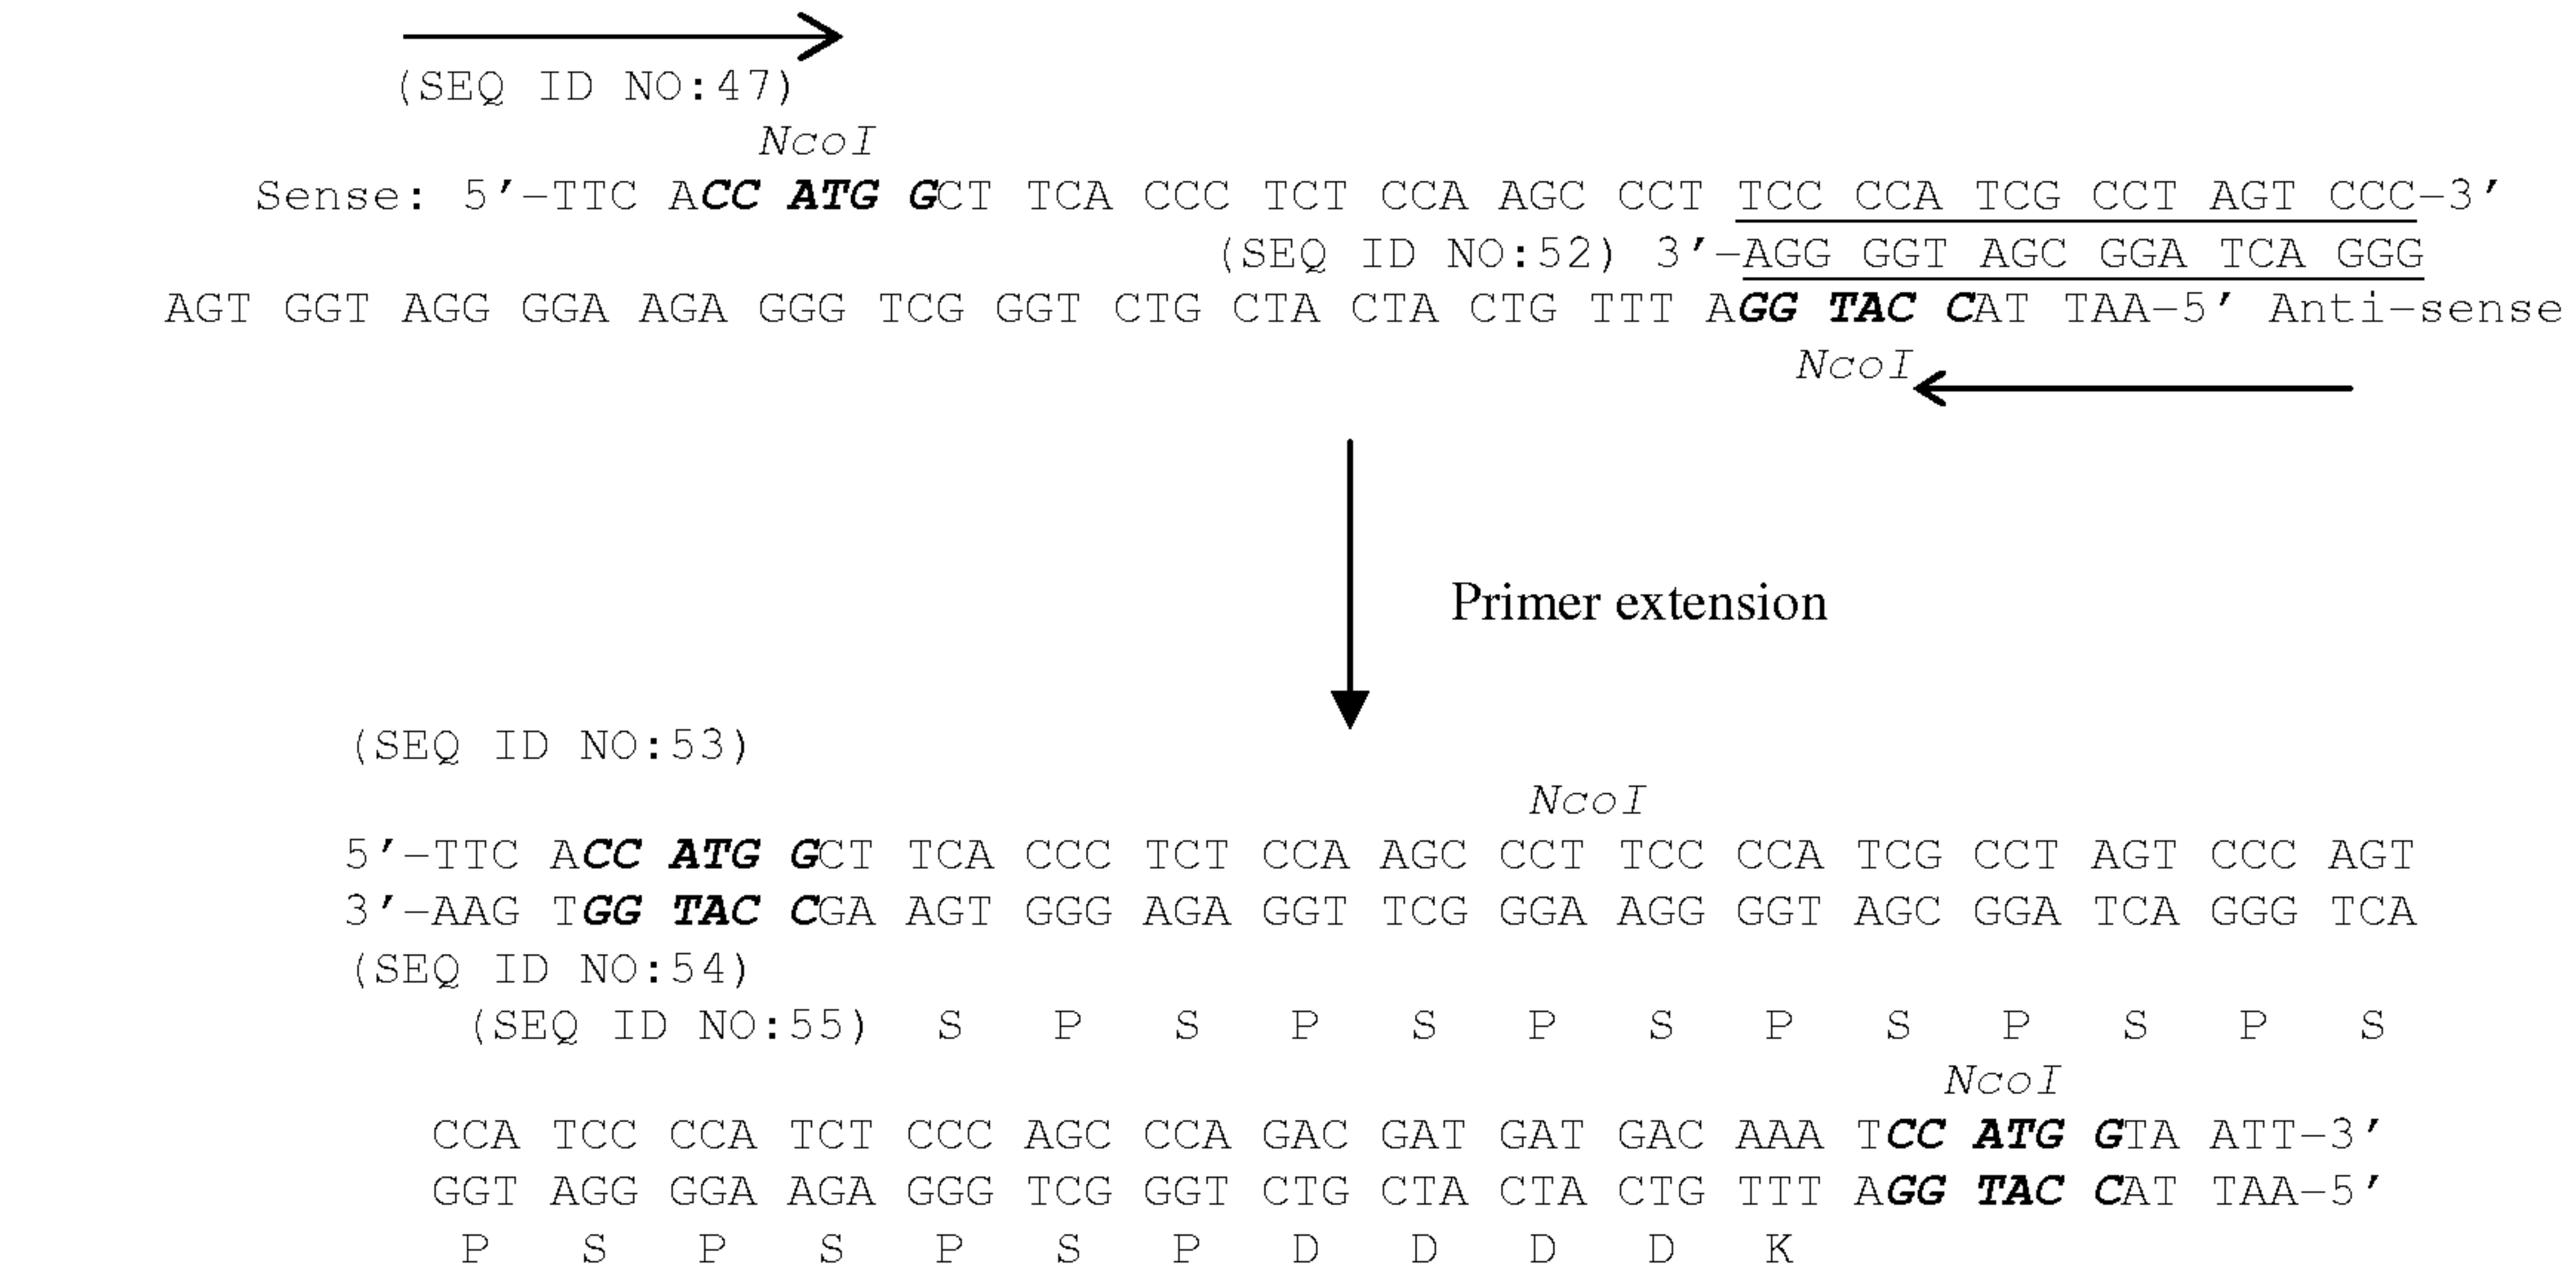 (SEQ ID NO:47)
NcoI
Sense: 5′-TTC ACC ATG GCT TCA CCC TCT CCA AGC CCT TCC CCA TCG CCT AGT CCC-3′
(SEQ ID NO:52) 3′-AGG GGT AGC GGA TCA GGG
AGT GGT AGG GGA AGA GGG TCG GGT CTG CTA CTA CTG TTT AGG TAC CAT TAA-5′ Anti-sense
NcoI
Primer extension
(SEQ ID NO:53)
NcoI
5′-TTC ACC ATG GCT TCA CCC TCT CCA AGC CCT TCC CCA TCG CCT AGT CCC AGT
3′-AAG TGG TAC CGA AGT GGG AGA GGT TCG GGA AGG GGT AGC GGA TCA GGG TCA
(SEQ ID NO:54)
(SEQ ID NO:55) S P S P S P S P S P S P S
NcoI
CCA TCC CCA TCT CCC AGC CCA GAC GAT GAT GAC AAA TCC ATG GTA ATT-3′
GGT AGG GGA AGA GGG TCG GGT CTG CTA CTA CTG TTT AGG TAC CAT TAA-5′
P S P S P S P D D D D K